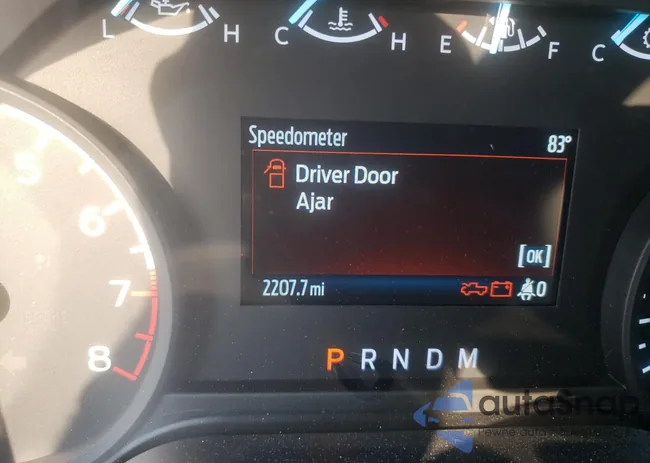 L H C H E F C
Speedometer 83°
Driver Door
Ajar
[OK]
2207.7 mi 0
5
6
7
8
P R N D M
autoSnap